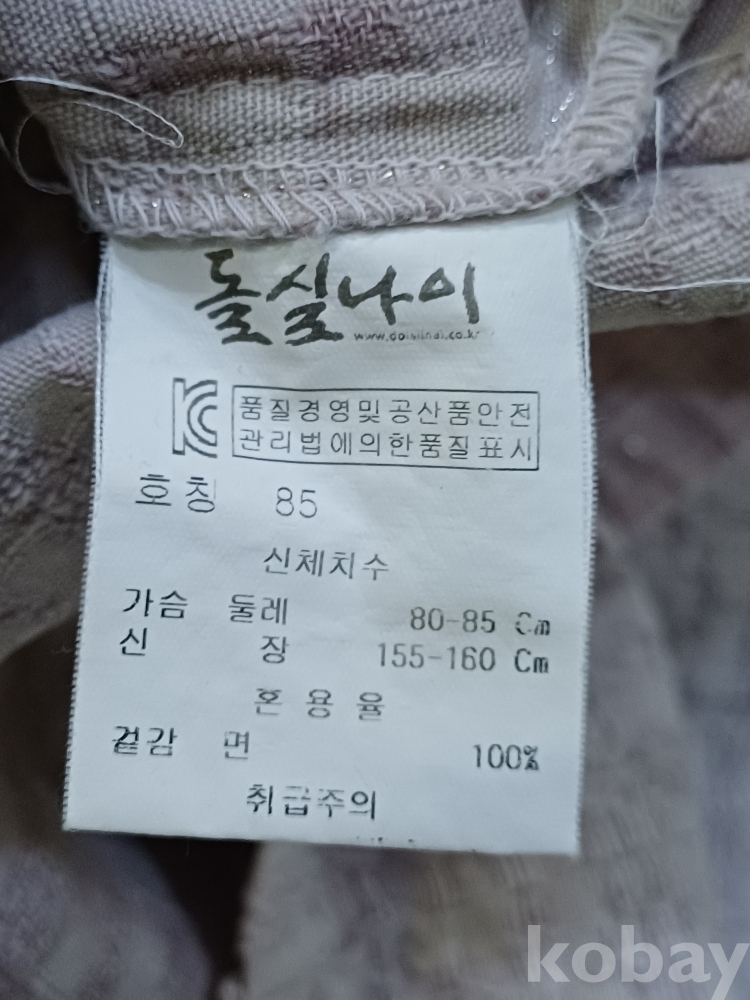 돌실나이
www.dolsilnai.co.kr
KC
품질경영및공산품안전
관리법에의한품질표시
호칭 85
신체치수
가슴 둘레 80-85 Cm
신 장 155-160 Cm
혼용율
겉감 면 100%
취급주의
kobay